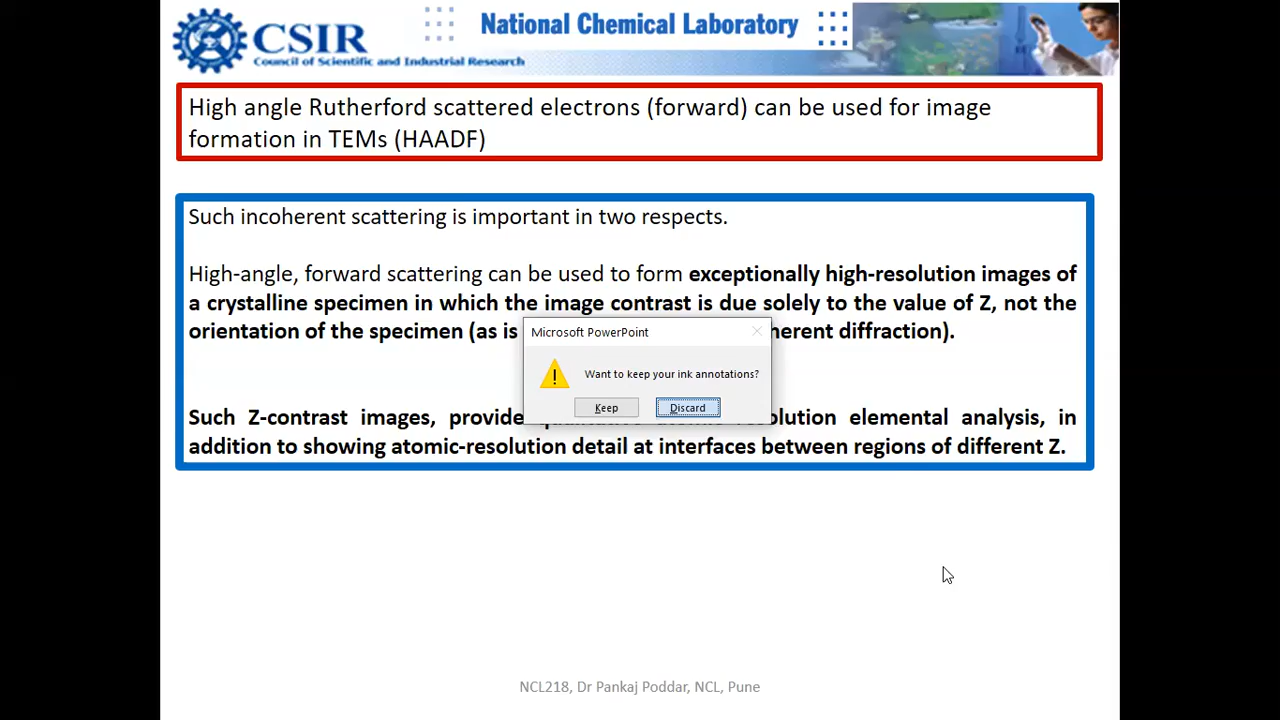 CSIR
Council of Scientific and Industrial Research
National Chemical Laboratory
High angle Rutherford scattered electrons (forward) can be used for image
formation in TEMs (HAADF)
Such incoherent scattering is important in two respects.
High-angle, forward scattering can be used to form exceptionally high-resolution images of
a crystalline specimen in which the image contrast is due solely to the value of Z, not the
orientation of the specimen (as is herent diffraction).
Microsoft PowerPoint
Want to keep your ink annotations?
Keep Discard
Such Z-contrast images, provide olution elemental analysis, in
addition to showing atomic-resolution detail at interfaces between regions of different Z.
NCL218, Dr Pankaj Poddar, NCL, Pune